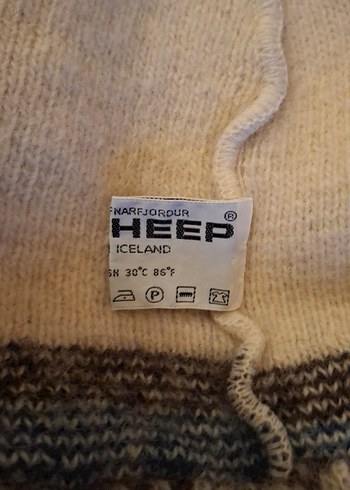 FNARFJORDUR
HEEP ®
ICELAND
SH 30°C 86°F
P